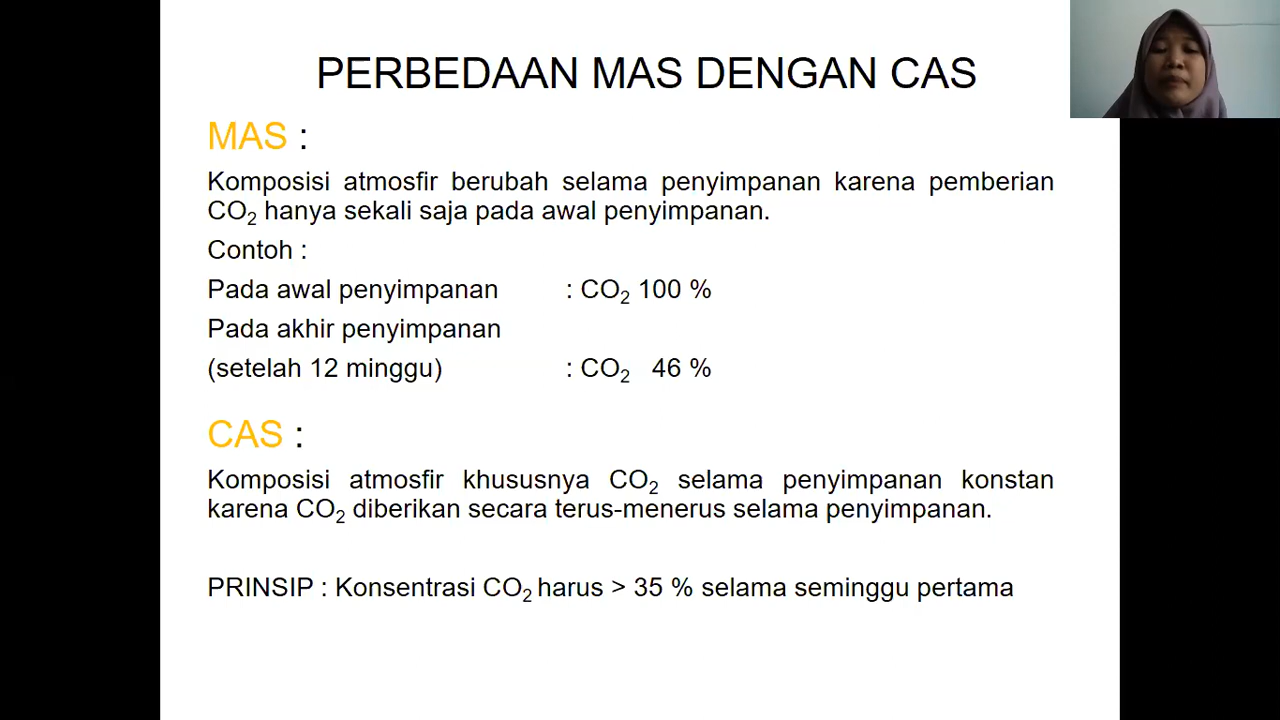 PERBEDAAN MAS DENGAN CAS
MAS :
Komposisi atmosfir berubah selama penyimpanan karena pemberian
CO₂ hanya sekali saja pada awal penyimpanan.
Contoh :
Pada awal penyimpanan : CO₂ 100 %
Pada akhir penyimpanan
(setelah 12 minggu) : CO₂ 46 %
CAS :
Komposisi atmosfir khususnya CO₂ selama penyimpanan konstan
karena CO₂ diberikan secara terus-menerus selama penyimpanan.
PRINSIP : Konsentrasi CO₂ harus > 35 % selama seminggu pertama